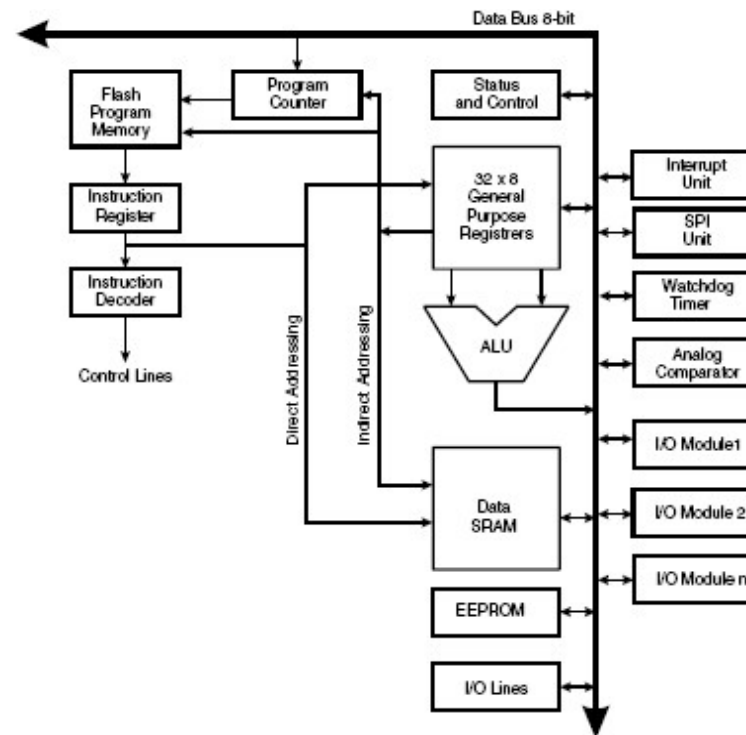 Data Bus 8-bit
Flash
Program
Memory
Program
Counter
Status
and Control
Instruction
Register
32 x 8
General
Purpose
Registrers
Interrupt
Unit
SPI
Unit
Instruction
Decoder
Watchdog
Timer
ALU
Analog
Comparator
Control Lines
Direct Addressing
Indirect Addressing
I/O Module1
Data
SRAM
I/O Module 2
I/O Module n
EEPROM
I/O Lines